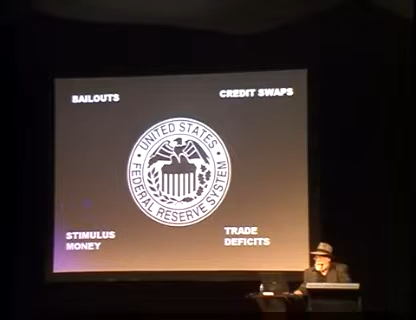 BAILOUTS
CREDIT SWAPS
UNITED STATES
FEDERAL RESERVE SYSTEM
STIMULUS
MONEY
TRADE
DEFICITS